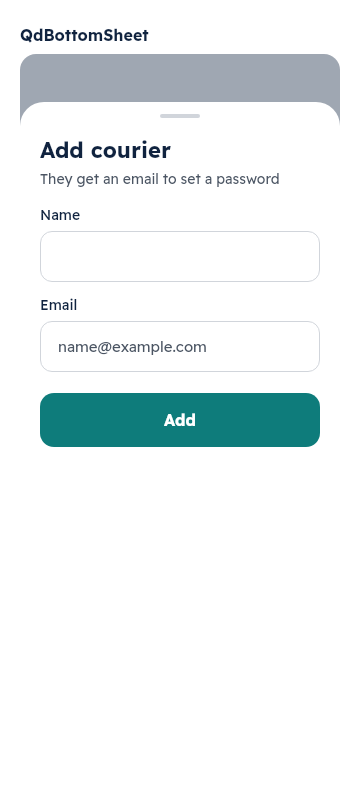 QdBottomSheet
Add courier
They get an email to set a password
Name
Email
name@example.com
Add